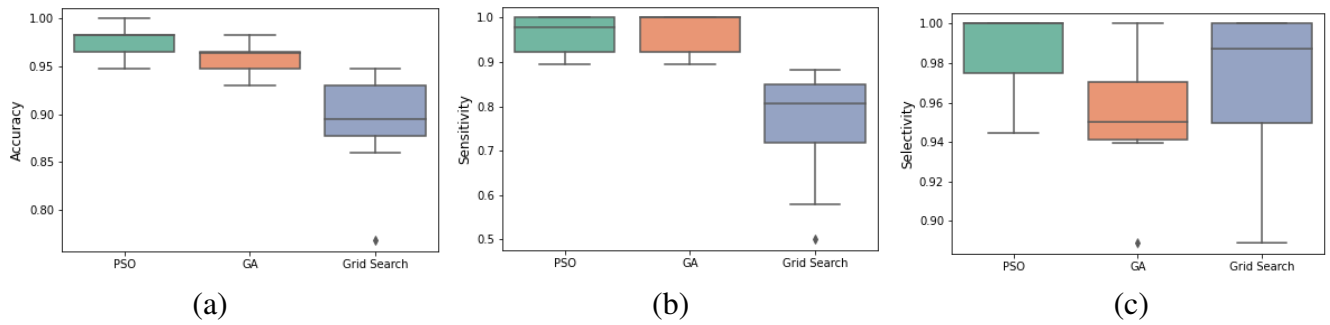 Accuracy
1.00
0.95
0.90
0.85
0.80
PSO
GA
Grid Search
(a)
Sensitivity
1.0
0.9
0.8
0.7
0.6
0.5
PSO
GA
Grid Search
(b)
Selectivity
1.00
0.98
0.96
0.94
0.92
0.90
PSO
GA
Grid Search
(c)